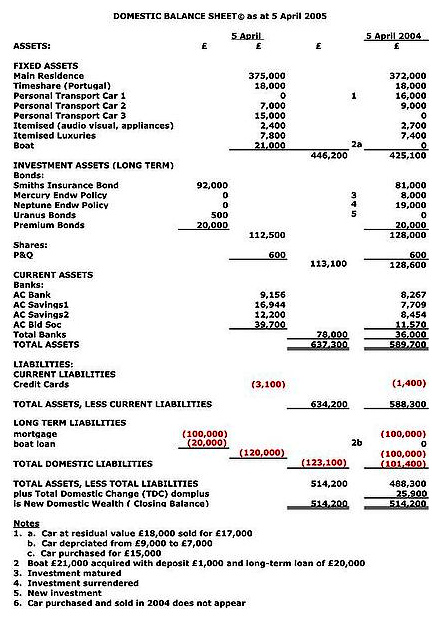 DOMESTIC BALANCE SHEET© as at 5 April 2005
5 April 5 April 2004
ASSETS: £ £ £ £
FIXED ASSETS
Main Residence 375,000 372,000
Timeshare (Portugal) 18,000 18,000
Personal Transport Car 1 0 1 16,000
Personal Transport Car 2 7,000 9,000
Personal Transport Car 3 15,000
Itemised (audio visual, appliances) 2,400 2,700
Itemised Luxuries 7,800 7,400
Boat 21,000 2a 0
446,200 425,100
INVESTMENT ASSETS (LONG TERM)
Bonds:
Smiths Insurance Bond 92,000 81,000
Mercury Endw Policy 0 3 8,000
Neptune Endw Policy 0 4 19,000
Uranus Bonds 500 5 0
Premium Bonds 20,000 20,000
112,500 128,000
Shares:
P&Q 600 600
113,100 128,600
CURRENT ASSETS
Banks:
AC Bank 9,156 8,267
AC Savings1 16,944 7,709
AC Savings2 12,200 8,454
AC Bld Soc 39,700 11,570
Total Banks 78,000 36,000
TOTAL ASSETS 637,300 589,700
LIABILITIES:
CURRENT LIABILITIES
Credit Cards (3,100) (1,400)
TOTAL ASSETS, LESS CURRENT LIABILITIES 634,200 588,300
LONG TERM LIABILITIES
mortgage (100,000) (100,000)
boat loan (20,000) 2b 0
(120,000) (100,000)
TOTAL DOMESTIC LIABILITIES (123,100) (101,400)
TOTAL ASSETS, LESS TOTAL LIABILITIES 514,200 488,300
plus Total Domestic Change (TDC) domplus 25,900
is New Domestic Wealth ( Closing Balance) 514,200 514,200
Notes
1. a. Car at residual value £18,000 sold for £17,000
b. Car deprciated from £9,000 to £7,000
c. Car purchased for £15,000
2 Boat £21,000 acquired with deposit £1,000 and long-term loan of £20,000
3. Investment matured
4. Investment surrendered
5. New investment
6. Car purchased and sold in 2004 does not appear